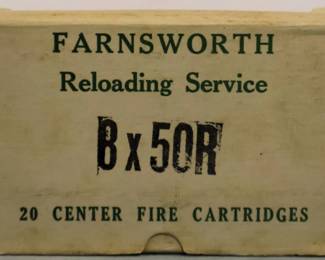 FARNSWORTH
Reloading Service
8x50R
20 CENTER FIRE CARTRIDGES